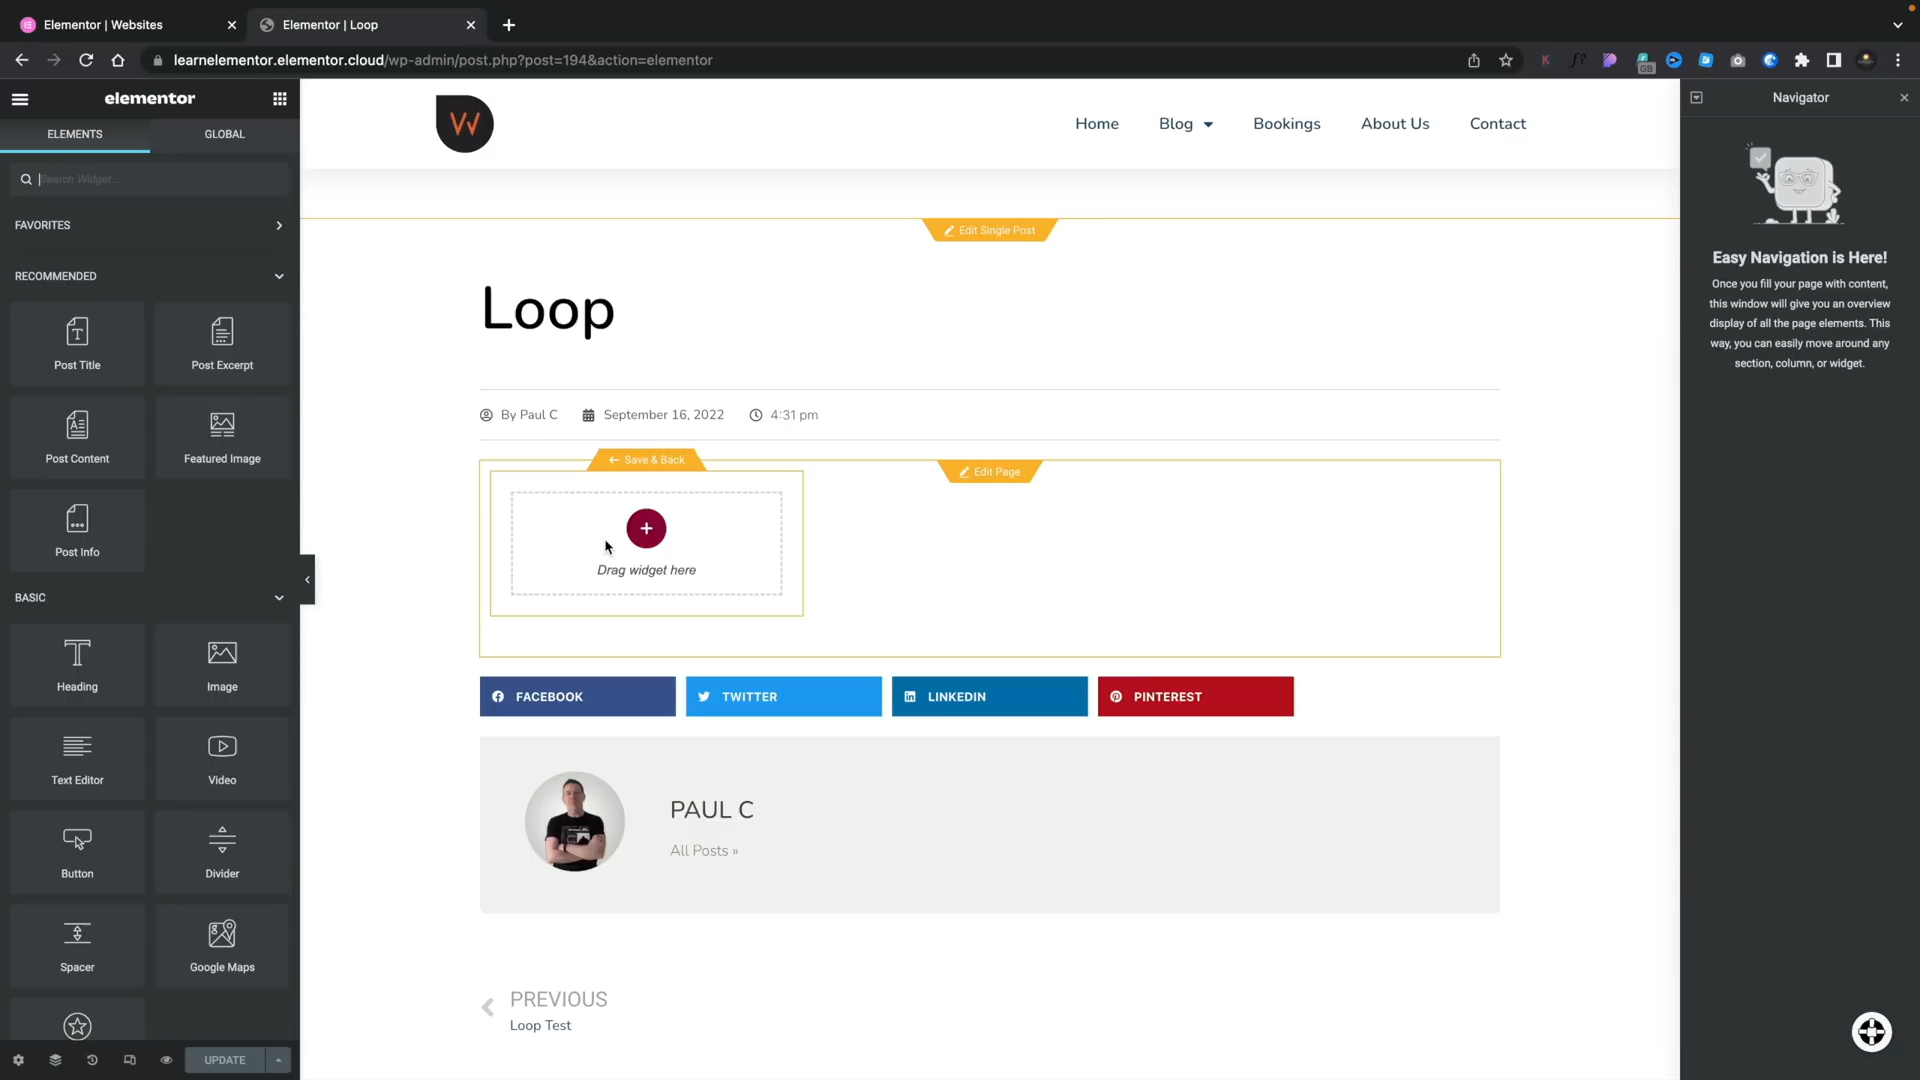 Elementor | Websites
Elementor | Loop
learnelementor.elementor.cloud/wp-admin/post.php?post=194&action=elementor
GB
elementor
ELEMENTS
GLOBAL
Search Widget...
FAVORITES
RECOMMENDED
Post Title
Post Excerpt
Post Content
Featured Image
Post Info
BASIC
Heading
Image
Text Editor
Video
Button
Divider
Spacer
Google Maps
UPDATE
W
Home
Blog
Bookings
About Us
Contact
Edit Single Post
Loop
By Paul C
September 16, 2022
4:31 pm
Save & Back
Edit Page
Drag widget here
FACEBOOK
TWITTER
LINKEDIN
PINTEREST
PAUL C
All Posts »
PREVIOUS
Loop Test
Navigator
Easy Navigation is Here!
Once you fill your page with content,
this window will give you an overview
display of all the page elements. This
way, you can easily move around any
section, column, or widget.